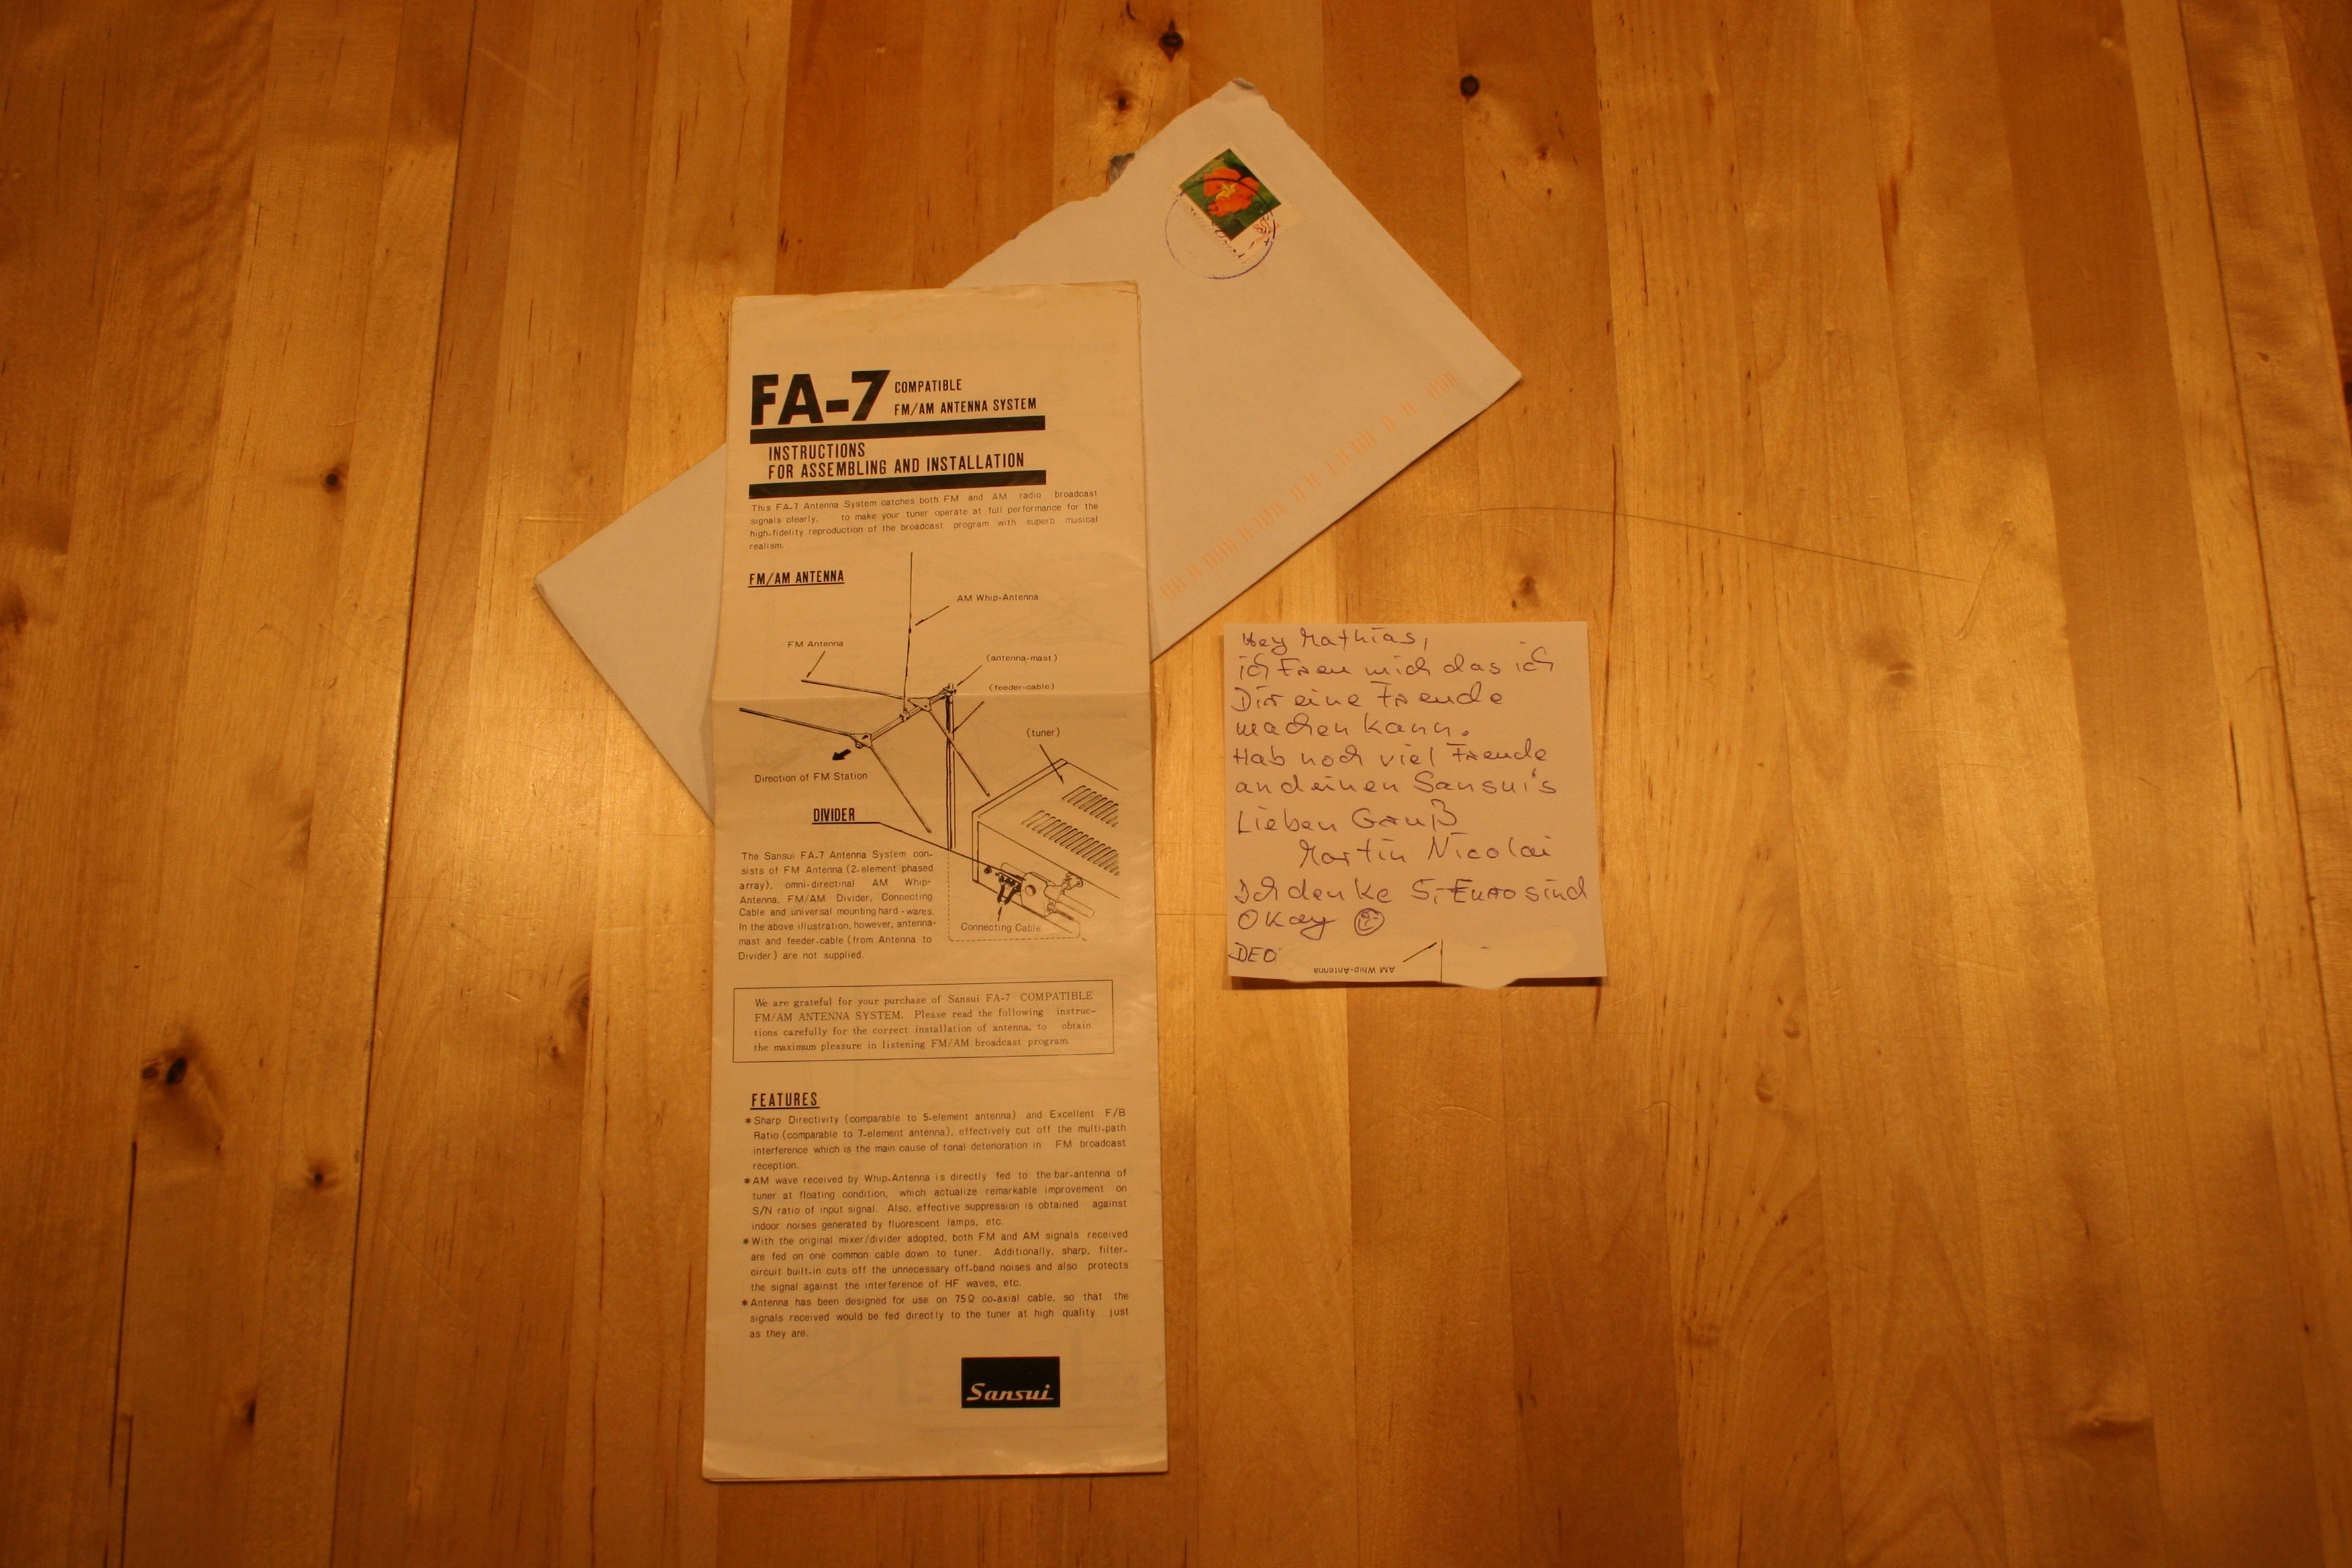 FA-7 COMPATIBLE
FM/AM ANTENNA SYSTEM
INSTRUCTIONS
FOR ASSEMBLING AND INSTALLATION
This FA-7 Antenna System catches both FM and AM radio broadcast
signals clearly, to make your tuner operate at full performance for the
high-fidelity reproduction of the broadcast program with superb musical
realism.
FM/AM ANTENNA
AM Whip-Antenna
FM Antenna
(antenna-mast)
(feeder-cable)
(tuner)
Direction of FM Station
DIVIDER
The Sansui FA-7 Antenna System con-
sists of FM Antenna (2-element phased
array), omni-directinal AM Whip-
Antenna, FM/AM Divider, Connecting
Cable and universal mounting hard-wares.
In the above illustration, however, antenna-
mast and feeder-cable (from Antenna to
Divider) are not supplied.
Connecting Cable
We are grateful for your purchase of Sansui FA-7 COMPATIBLE
FM/AM ANTENNA SYSTEM. Please read the following instruc-
tions carefully for the correct installation of antenna, to obtain
the maximum pleasure in listening FM/AM broadcast program.
FEATURES
*Sharp Directivity (comparable to 5-element antenna) and Excellent F/B
Ratio (comparable to 7-element antenna), effectively cut off the multi-path
interference which is the main cause of tonal detenoration in FM broadcast
reception.
*AM wave received by Whip-Antenna is directly fed to the bar-antenna of
tuner at floating condition, which actualize remarkable improvement on
S/N ratio of input signal. Also, effective suppression is obtained against
indoor noises generated by fluorescent lamps, etc.
*With the original mixer/divider adopted, both FM and AM signals received
are fed on one common cable down to tuner. Additionally, sharp, filter-
circuit built-in cuts off the unnecessary off-band noises and also protects
the signal against the interference of HF waves, etc.
*Antenna has been designed for use on 75Ω co-axial cable, so that the
signals received would be fed directly to the tuner at high quality just
as they are.
Sansui
Hey Mathias,
ich Freu mich das ich
Dir eine Freude
machen kann.
Hab noch viel Freude
an deinen Sansui's
Lieben Gruß
Martin Nicolai
Ich denke 5,- Euro sind
Okay
DEO
AM Whip-Antenna